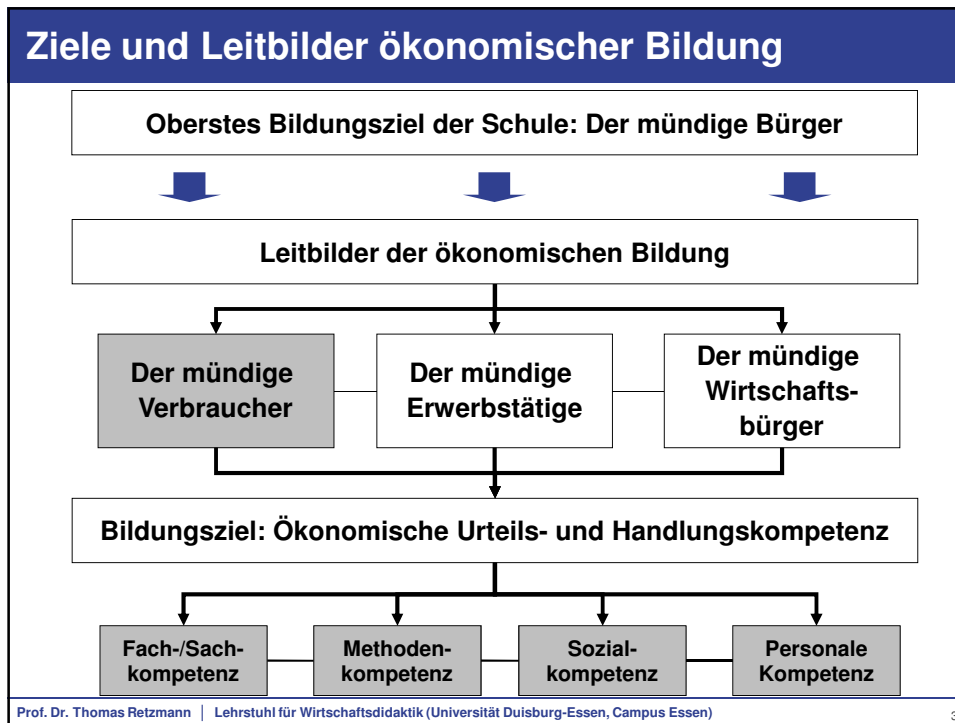 Ziele und Leitbilder ökonomischer Bildung
Oberstes Bildungsziel der Schule: Der mündige Bürger
Leitbilder der ökonomischen Bildung
Der mündige
Verbraucher
Der mündige
Erwerbstätige
Der mündige
Wirtschafts-
bürger
Bildungsziel: Ökonomische Urteils- und Handlungskompetenz
Fach-/Sach-
kompetenz
Methoden-
kompetenz
Sozial-
kompetenz
Personale
Kompetenz
Prof. Dr. Thomas Retzmann | Lehrstuhl für Wirtschaftsdidaktik (Universität Duisburg-Essen, Campus Essen)
3